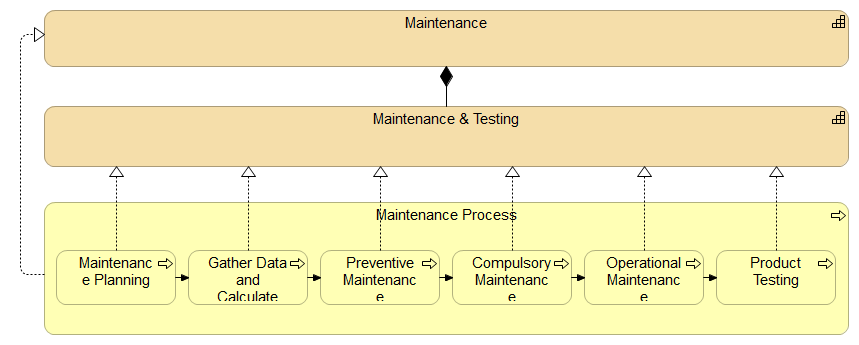 Maintenance
Maintenance & Testing
Maintenance Process
Maintenanc
e Planning
Gather Data
and
Calculate
Preventive
Maintenanc
e
Compulsory
Maintenanc
e
Operational
Maintenanc
e
Product
Testing